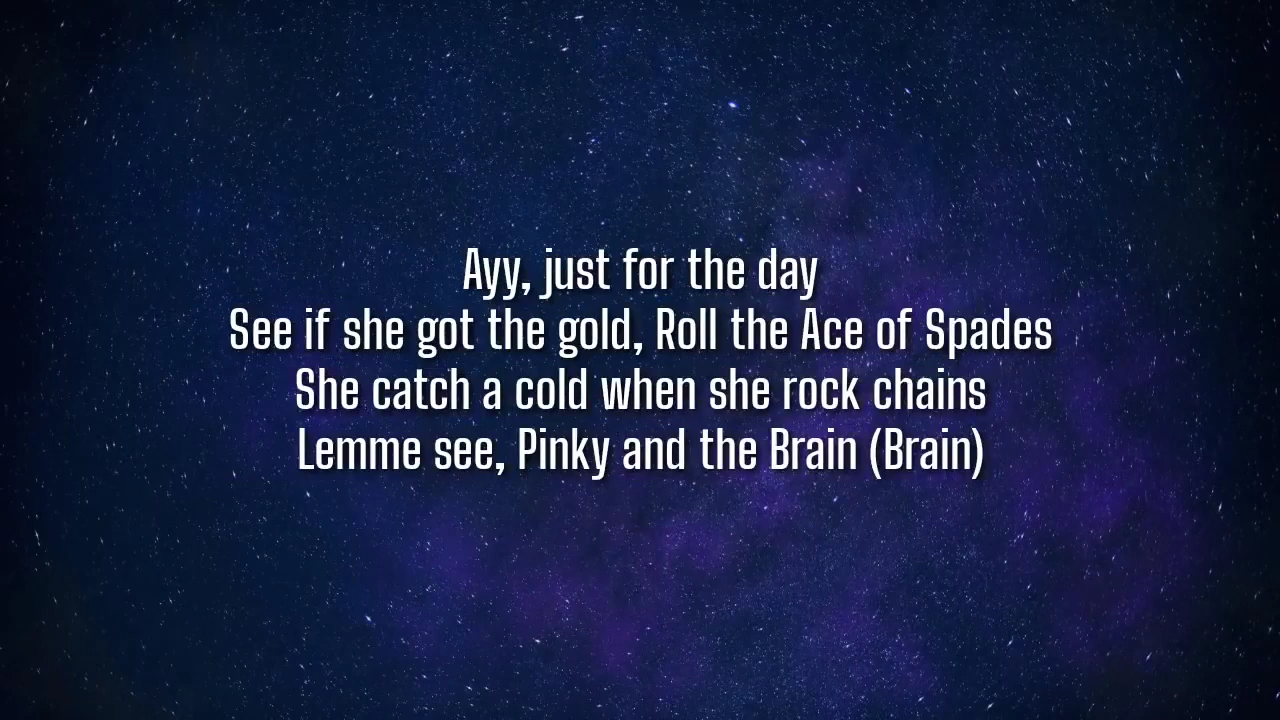 Ayy, just for the day
See if she got the gold, Roll the Ace of Spades
She catch a cold when she rock chains
Lemme see, Pinky and the Brain (Brain)